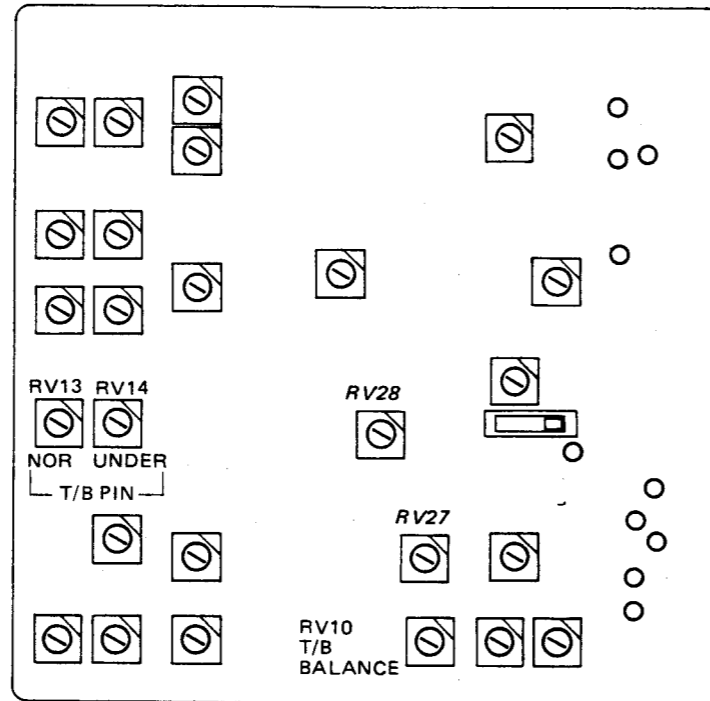 RV13 RV14
NOR UNDER
T/B PIN
RV28
RV27
RV10
T/B
BALANCE